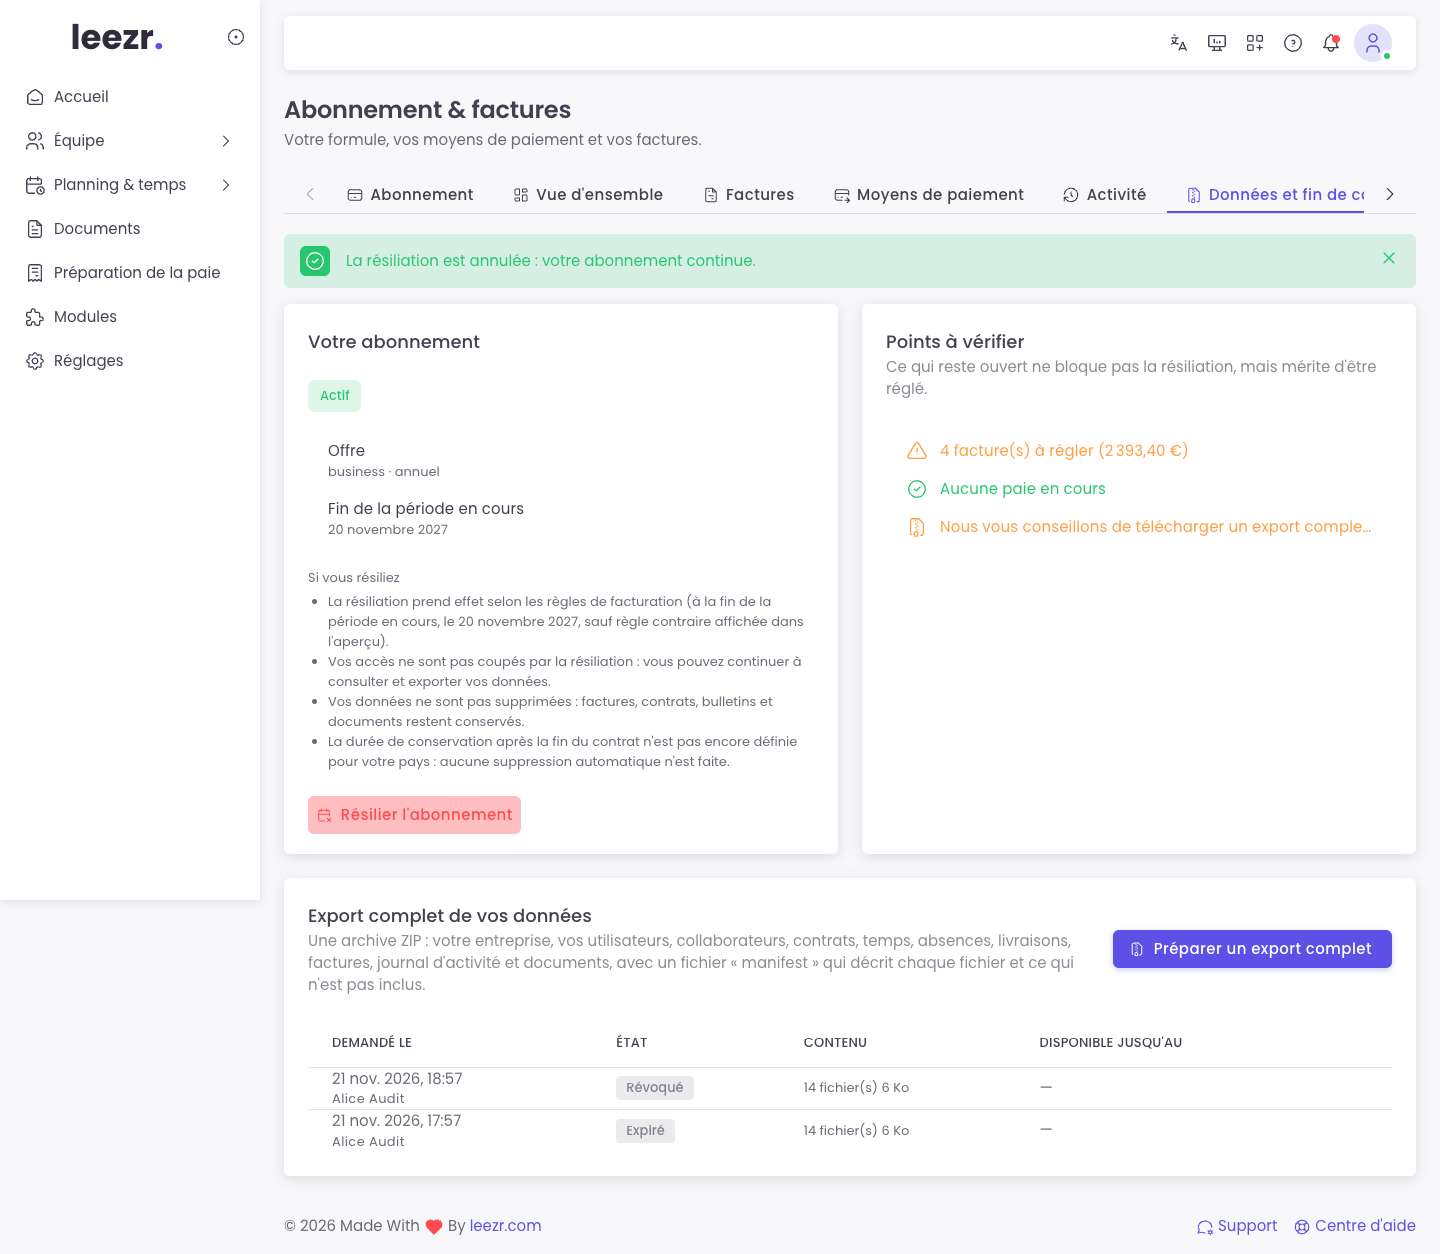 leezr.
Accueil
Équipe
Planning & temps
Documents
Préparation de la paie
Modules
Réglages
Abonnement & factures
Votre formule, vos moyens de paiement et vos factures.
Abonnement
Vue d'ensemble
Factures
Moyens de paiement
Activité
Données et fin de co
La résiliation est annulée : votre abonnement continue.
Votre abonnement
Actif
Offre
business · annuel
Fin de la période en cours
20 novembre 2027
Si vous résiliez
La résiliation prend effet selon les règles de facturation (à la fin de la
période en cours, le 20 novembre 2027, sauf règle contraire affichée dans
l'aperçu).
Vos accès ne sont pas coupés par la résiliation : vous pouvez continuer à
consulter et exporter vos données.
Vos données ne sont pas supprimées : factures, contrats, bulletins et
documents restent conservés.
La durée de conservation après la fin du contrat n'est pas encore définie
pour votre pays : aucune suppression automatique n'est faite.
Résilier l'abonnement
Points à vérifier
Ce qui reste ouvert ne bloque pas la résiliation, mais mérite d'être
réglé.
4 facture(s) à régler (2 393,40 €)
Aucune paie en cours
Nous vous conseillons de télécharger un export comple...
Export complet de vos données
Une archive ZIP : votre entreprise, vos utilisateurs, collaborateurs, contrats, temps, absences, livraisons,
factures, journal d'activité et documents, avec un fichier « manifest » qui décrit chaque fichier et ce qui
n'est pas inclus.
Préparer un export complet
DEMANDÉ LE ÉTAT CONTENU DISPONIBLE JUSQU'AU
21 nov. 2026, 18:57
Alice Audit
Révoqué
14 fichier(s) 6 Ko
—
21 nov. 2026, 17:57
Alice Audit
Expiré
14 fichier(s) 6 Ko
—
© 2026 Made With By leezr.com
Support
Centre d'aide